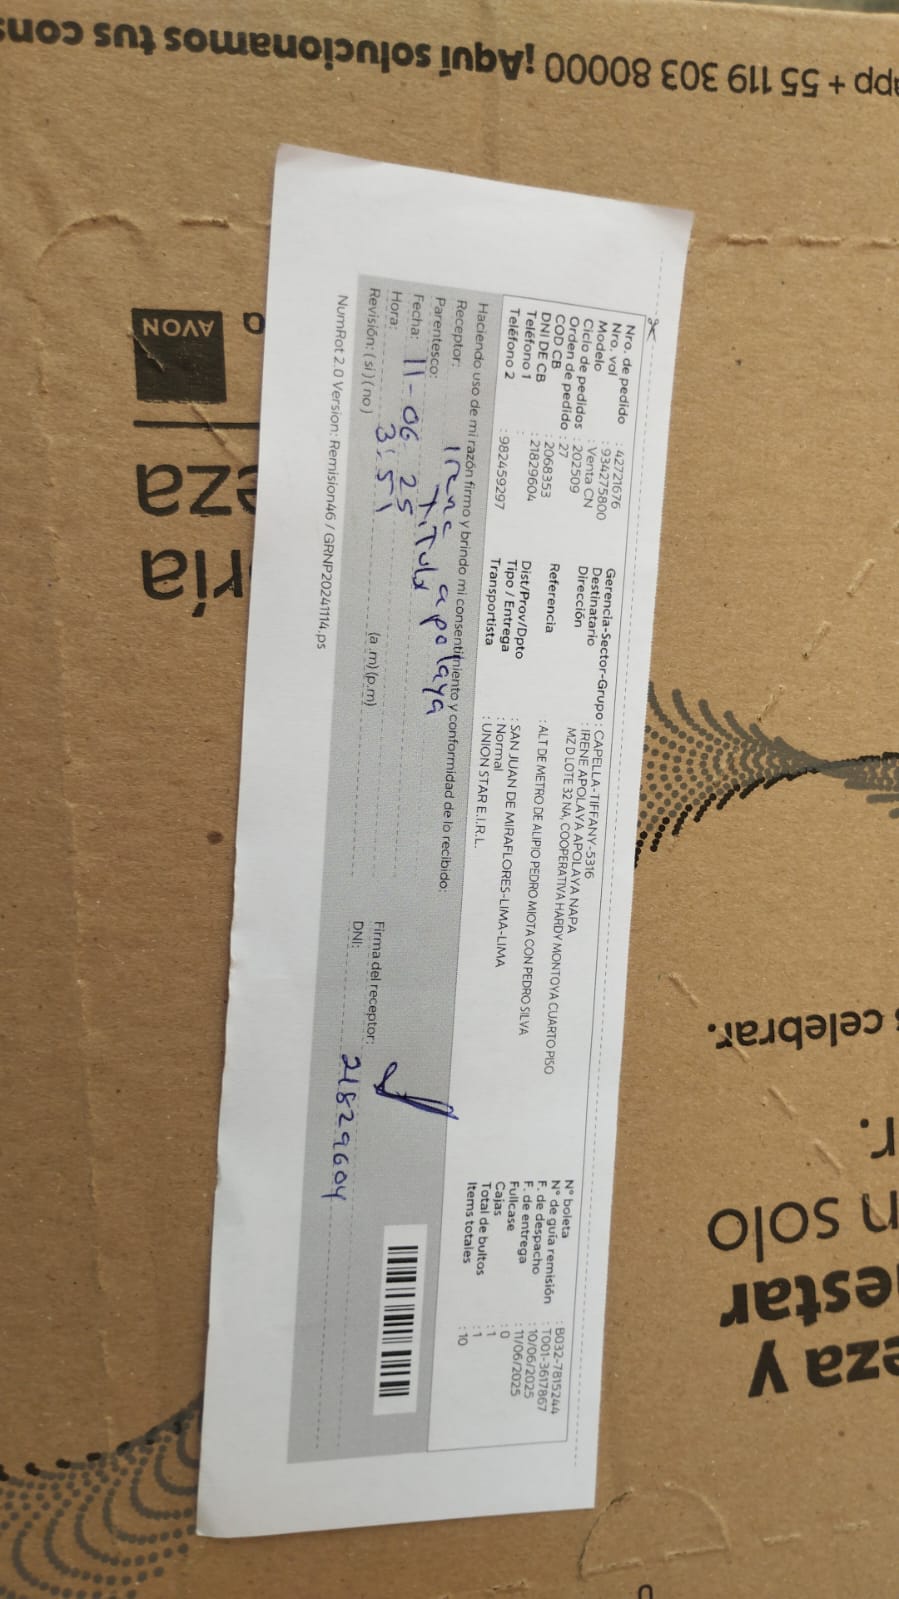 app + 55 119 303 80000 ¡Aquí solucionamos tus cons
AVON
Nro. de pedido : 42721676
Nro. vol : 934275800
Modelo : Venta CN
Ciclo de pedidos : 202509
Orden de pedido : 27
COD CB : 2068353
DNI DE CB : 21829604
Teléfono 1 :
Teléfono 2 : 982459297
Gerencia-Sector-Grupo : CAPELLA-TIFFANY-5316
Destinatario : IRENE APOLAYA APOLAYA NAPA
Dirección MZ D LOTE 32 NA, COOPERATIVA HARDY MONTOYA CUARTO PISO
Referencia : ALT DE METRO DE ALIPIO PEDRO MIOTA CON PEDRO SILVA
Dist/Prov/Dpto : SAN JUAN DE MIRAFLORES-LIMA-LIMA
Tipo / Entrega : Normal
Transportista : UNION STAR E.I.R.L.
N° boleta : B032-7815244
N° de guía remisión : T001-3617867
F. de despacho : 10/06/2025
F. de entrega : 11/06/2025
Fullcase : 0
Cajas : 1
Total de bultos : 1
Items totales : 10
Haciendo uso de mi razón firmo y brindo mi consentimiento y conformidad de lo recibido:
Receptor: Irene apolaya
Parentesco: Titular
Fecha: 11-06-25
Hora: 3:51 (a.m)(p.m)
Revisión: ( si ) ( no )
Firma del receptor:
DNI: 21829604
NumRot 2.0 Version: Remision46 / GRNP20241114.ps
celebrar.
r.
n solo
estar
eza y
eza
ría